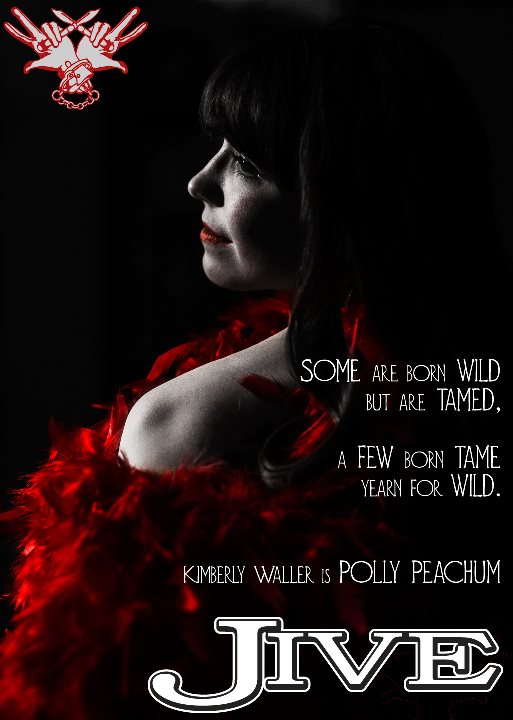 SOME ARE BORN WILD
BUT ARE TAMED,
A FEW BORN TAME
YEARN FOR WILD.
KIMBERLY WALLER IS POLLY PEACHUM
JIVE